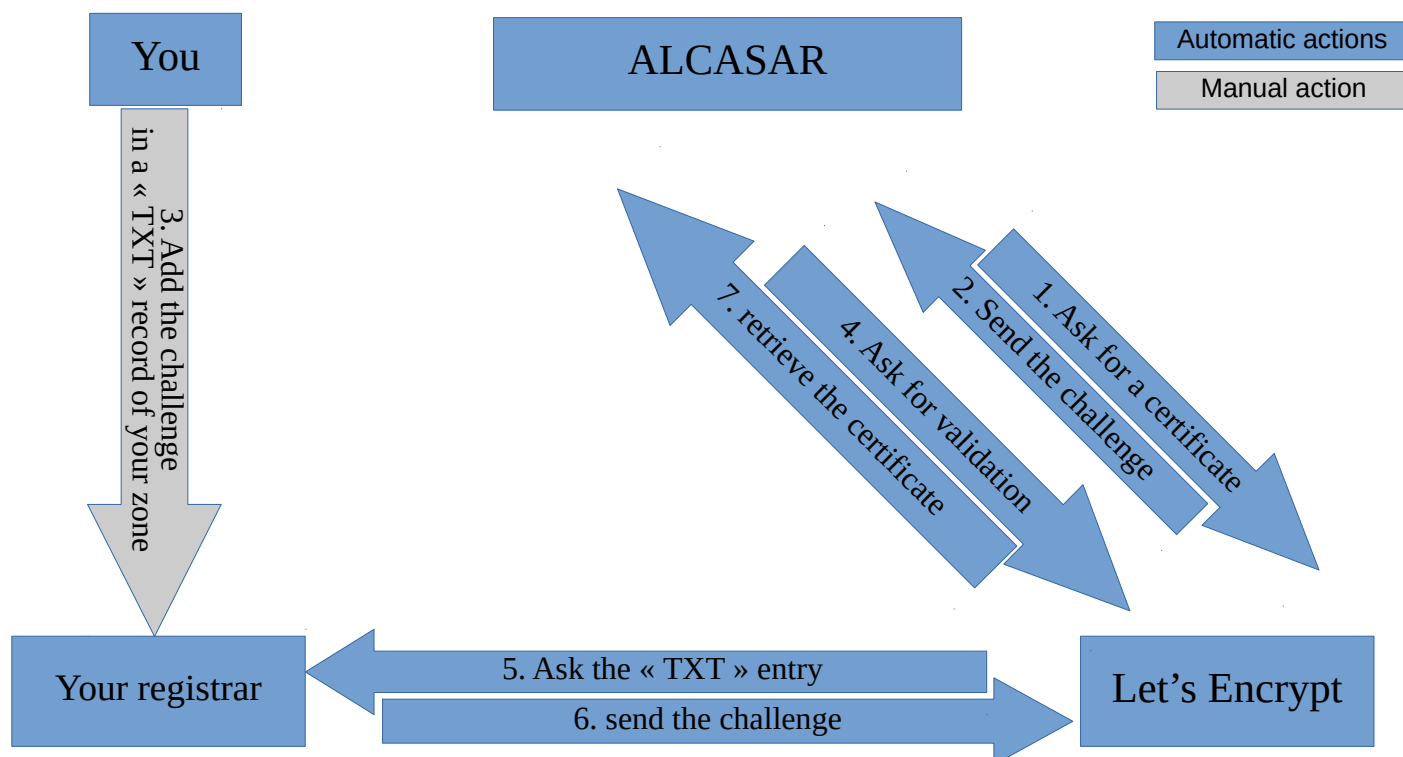 You
ALCASAR
Automatic actions
Manual action
3. Add the challenge
in a « TXT » record of your zone
1. Ask for a certificate
2. Send the challenge
4. Ask for validation
7. retrieve the certificate
5. Ask the « TXT » entry
6. send the challenge
Your registrar
Let’s Encrypt